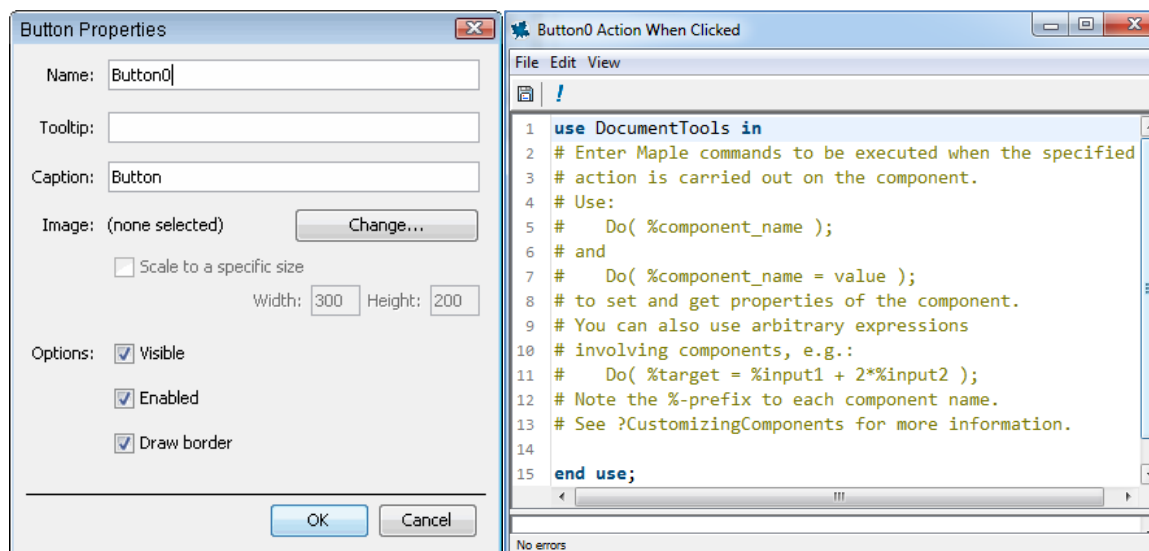 Button Properties
Name: Button0
Tooltip:
Caption: Button
Image: (none selected) Change...
Scale to a specific size
Width: 300 Height: 200
Options: Visible
Enabled
Draw border
OK Cancel
Button0 Action When Clicked
File Edit View
!
1 use DocumentTools in
2 # Enter Maple commands to be executed when the specified
3 # action is carried out on the component.
4 # Use:
5 #    Do( %component_name );
6 # and
7 #    Do( %component_name = value );
8 # to set and get properties of the component.
9 # You can also use arbitrary expressions
10 # involving components, e.g.:
11 #    Do( %target = %input1 + 2*%input2 );
12 # Note the %-prefix to each component name.
13 # See ?CustomizingComponents for more information.
14
15 end use;
No errors